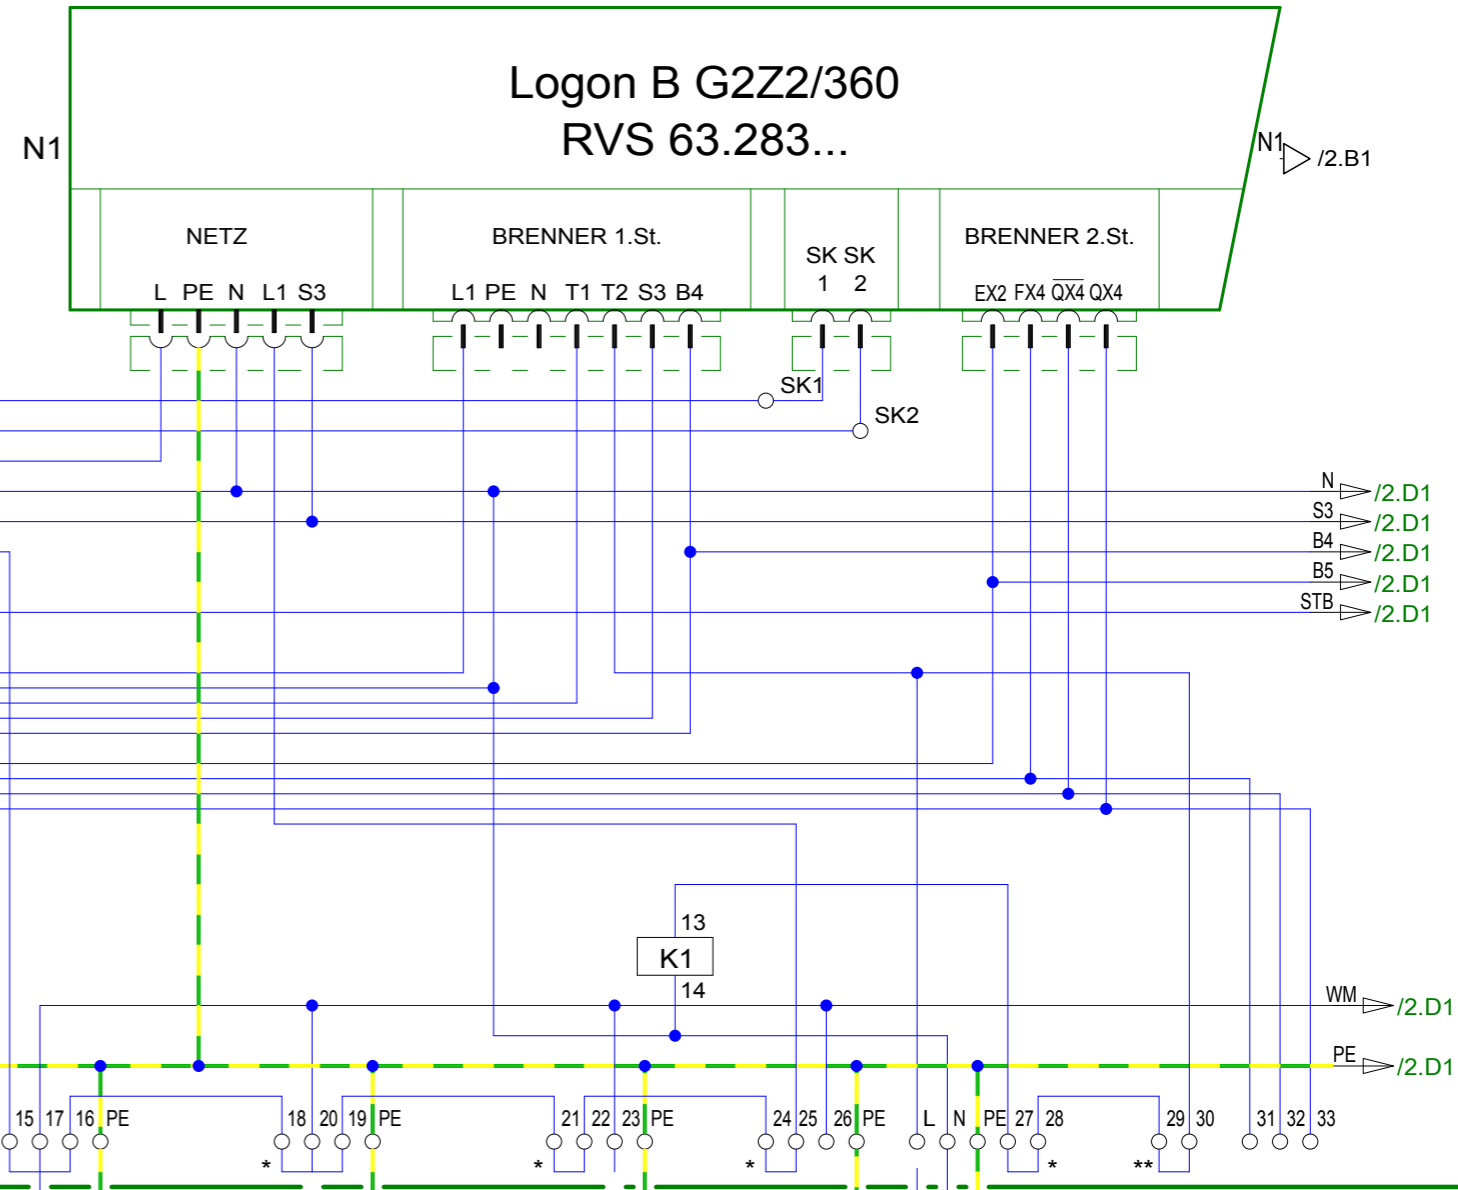 Logon B G2Z2/360
RVS 63.283...
N1
N1
/2.B1
NETZ
BRENNER 1.St.
SK SK
1 2
BRENNER 2.St.
L PE N L1 S3
L1 PE N T1 T2 S3 B4
EX2 FX4 QX4 QX4
SK1
SK2
N /2.D1
S3 /2.D1
B4 /2.D1
B5 /2.D1
STB /2.D1
13
K1
14
WM /2.D1
PE /2.D1
15 17 16 PE 18 20 19 PE 21 22 23 PE 24 25 26 PE L N PE 27 28 29 30 31 32 33
* * * * **